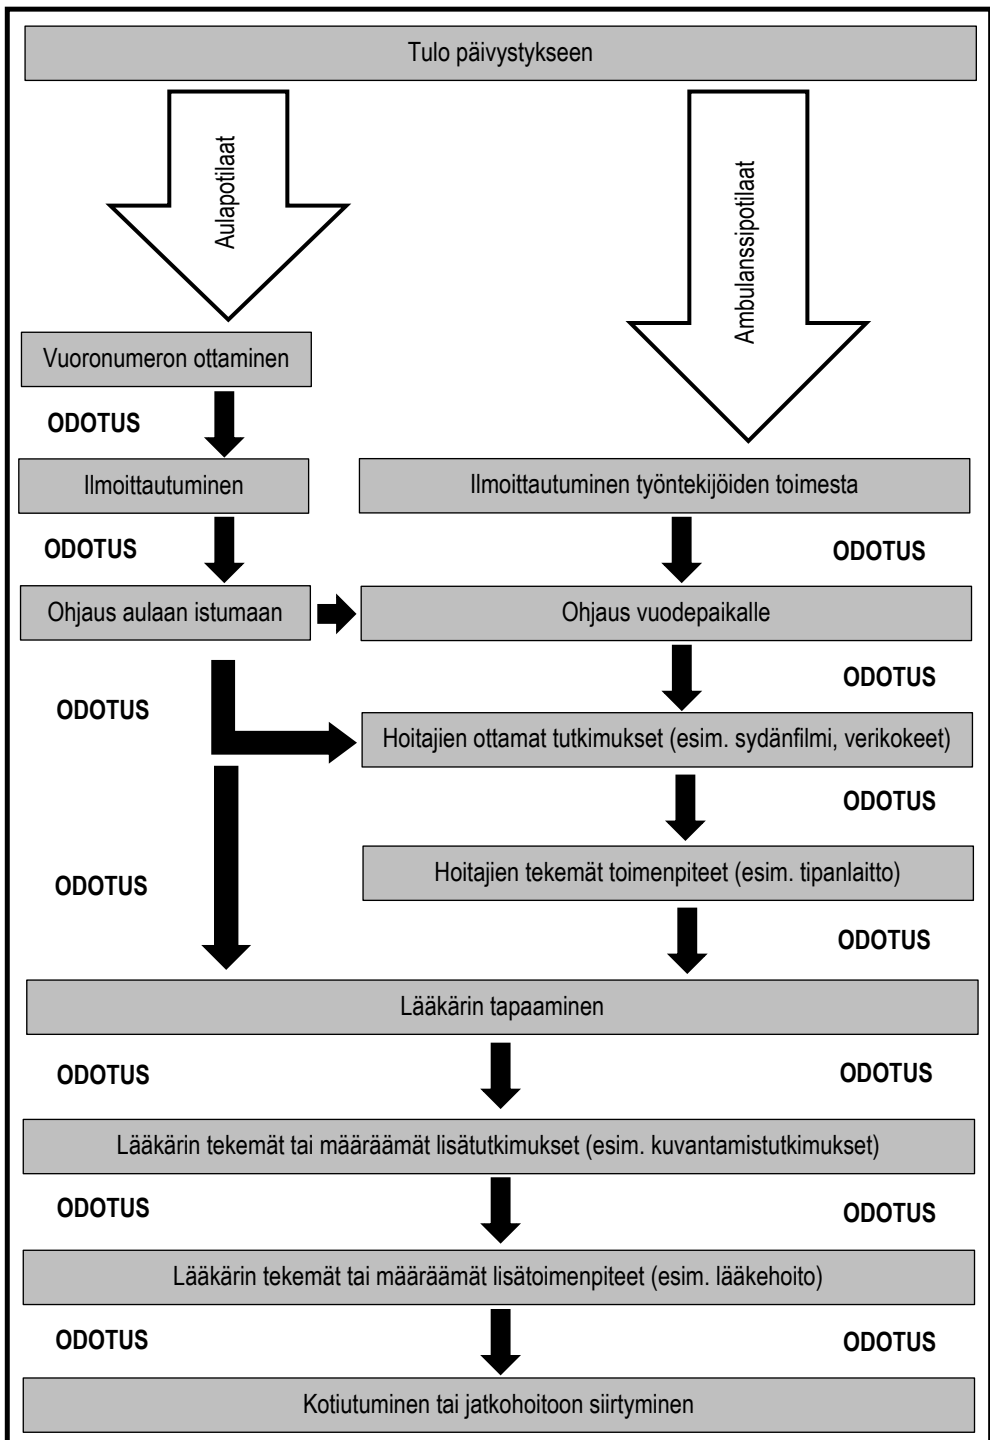 Tulo päivystykseen
Aulapotilaat
Ambulanssipotilaat
Vuoronumeron ottaminen
ODOTUS
Ilmoittautuminen
Ilmoittautuminen työntekijöiden toimesta
ODOTUS
ODOTUS
Ohjaus aulaan istumaan
Ohjaus vuodepaikalle
ODOTUS
ODOTUS
Hoitajien ottamat tutkimukset (esim. sydänfilmi, verikokeet)
ODOTUS
Hoitajien tekemät toimenpiteet (esim. tipanlaitto)
ODOTUS
ODOTUS
Lääkärin tapaaminen
ODOTUS
ODOTUS
Lääkärin tekemät tai määräämät lisätutkimukset (esim. kuvantamistutkimukset)
ODOTUS
ODOTUS
Lääkärin tekemät tai määräämät lisätoimenpiteet (esim. lääkehoito)
ODOTUS
ODOTUS
Kotiutuminen tai jatkohoitoon siirtyminen